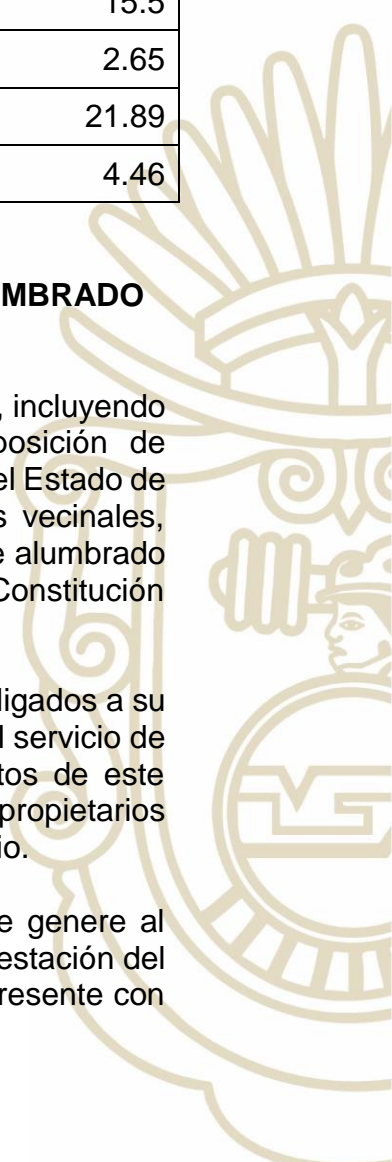 15.5
2.65
21.89
4.46
MBRADO
, incluyendo
posición de
el Estado de
s vecinales,
e alumbrado
Constitución
ligados a su
l servicio de
tos de este
propietarios
io.
e genere al
estación del
resente con